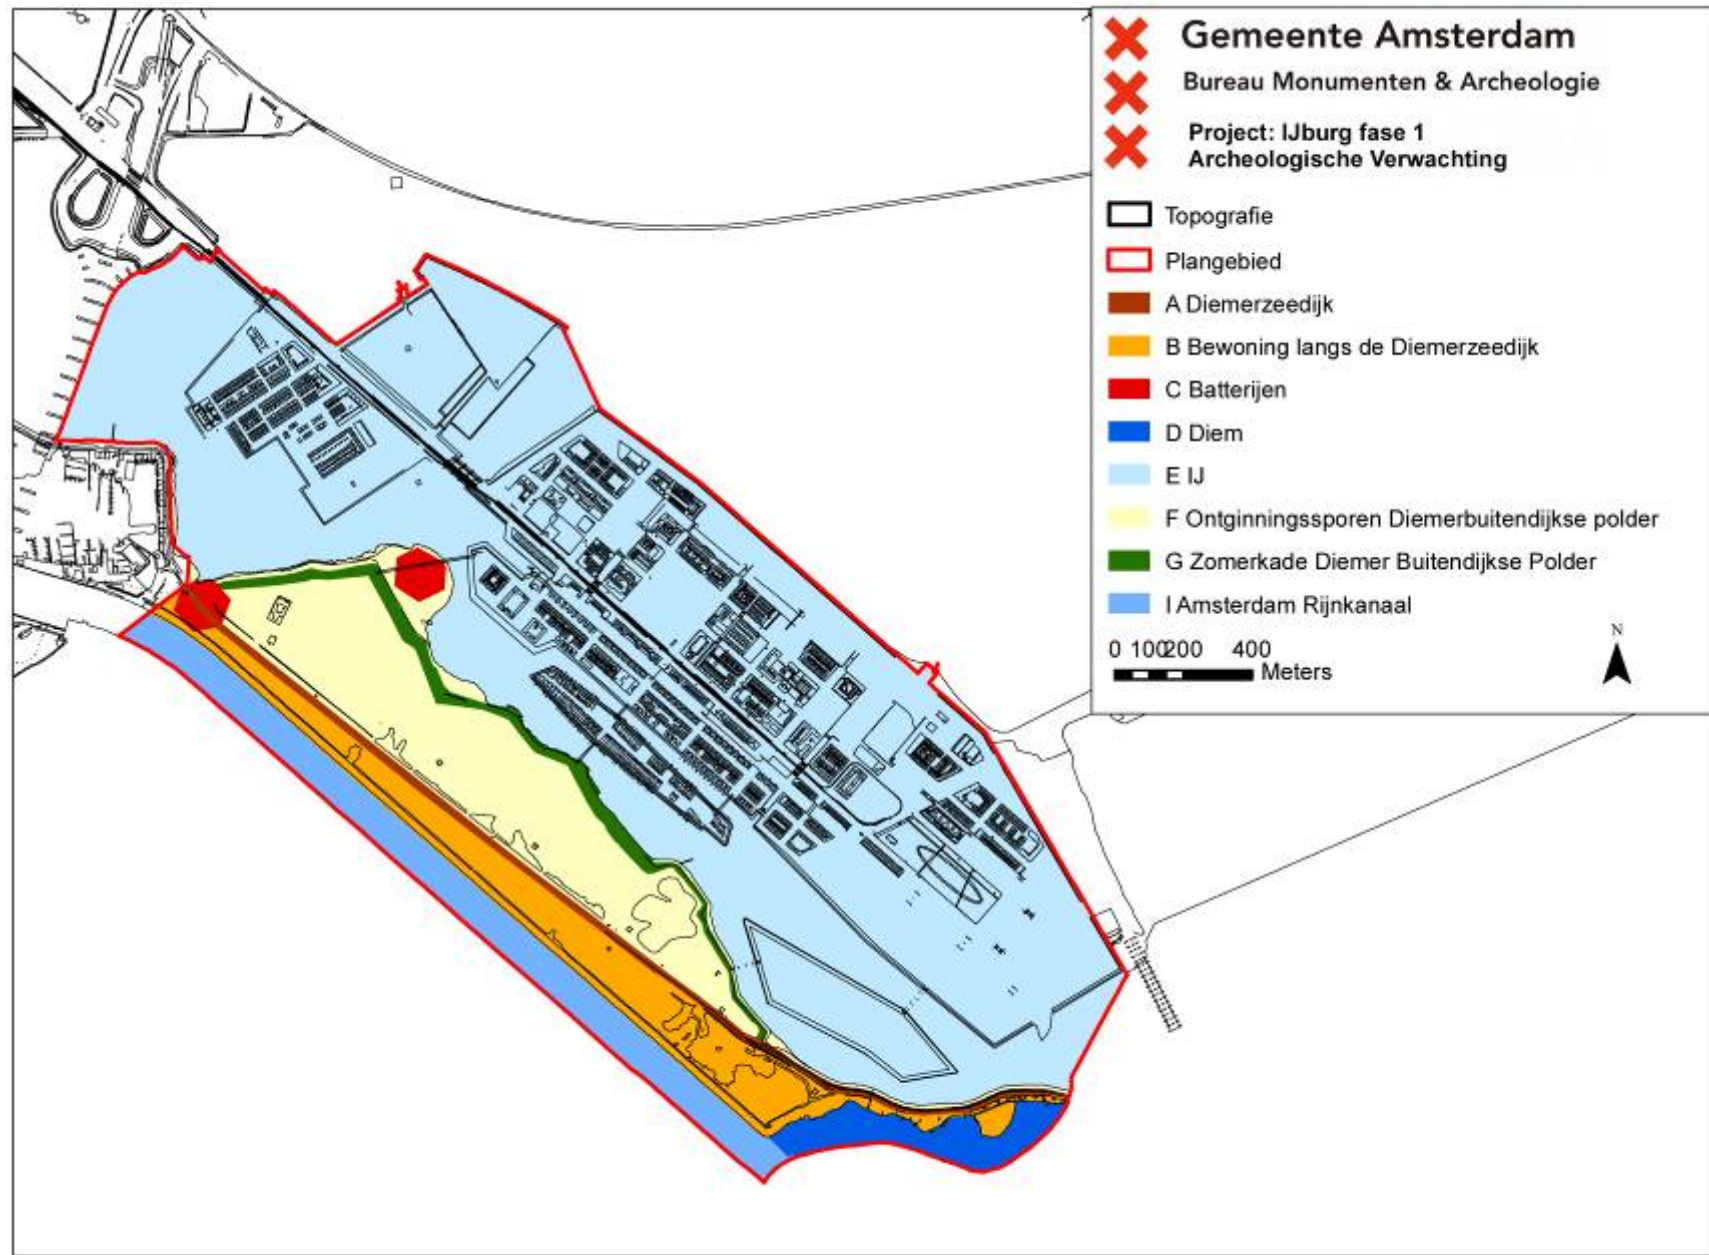 Gemeente Amsterdam
Bureau Monumenten & Archeologie
Project: IJburg fase 1
Archeologische Verwachting
Topografie
Plangebied
A Diemerzeedijk
B Bewoning langs de Diemerzeedijk
C Batterijen
D Diem
E IJ
F Ontginningssporen Diemerbuitendijkse polder
G Zomerkade Diemer Buitendijkse Polder
I Amsterdam Rijnkanaal
0 100200 400
Meters
N